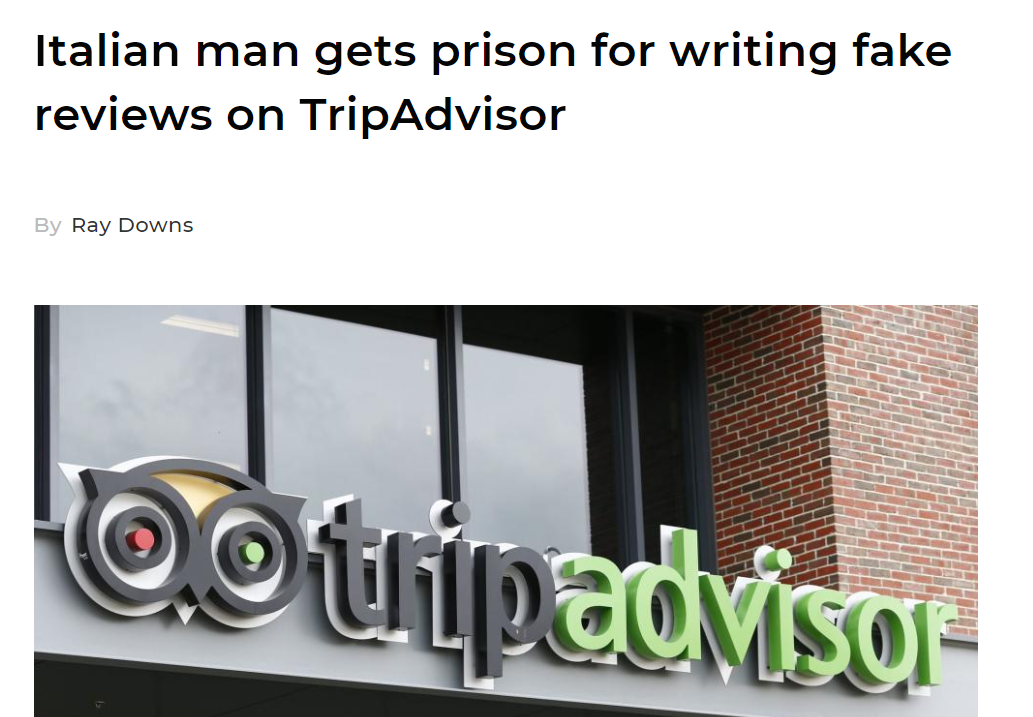 Italian man gets prison for writing fake
reviews on TripAdvisor
By Ray Downs
tripadvisor